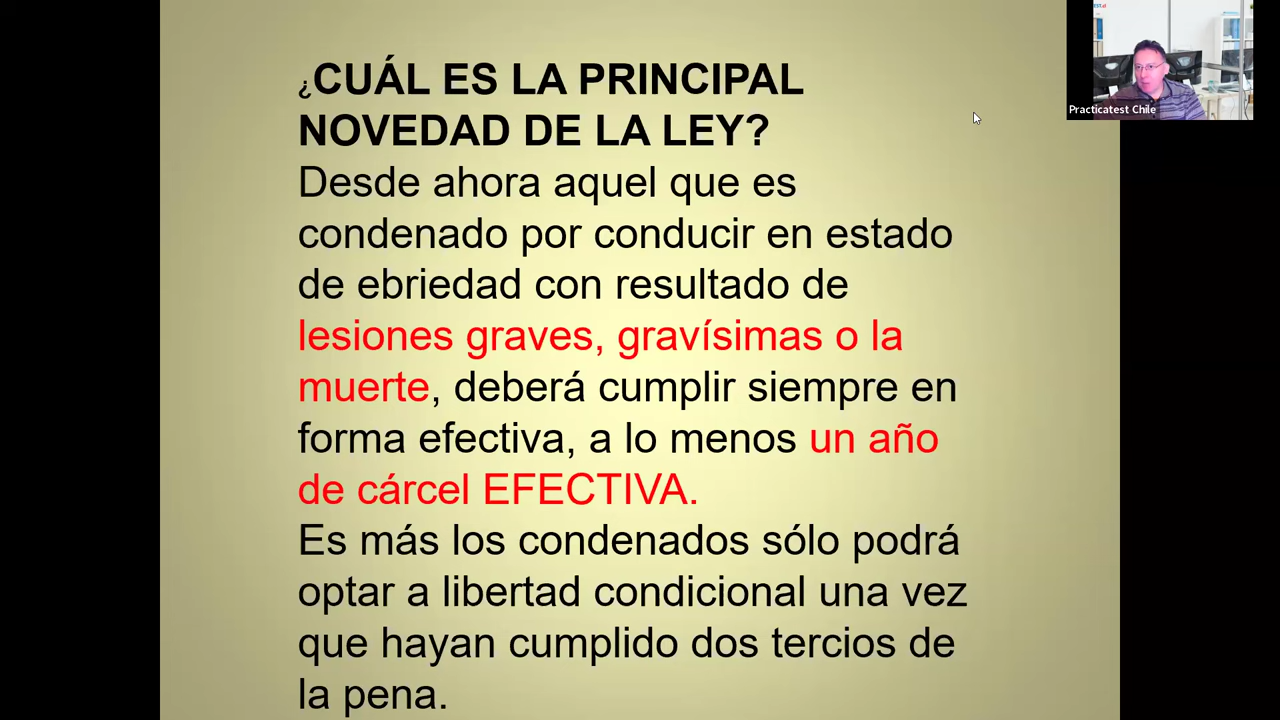 ¿CUÁL ES LA PRINCIPAL
NOVEDAD DE LA LEY?
Desde ahora aquel que es
condenado por conducir en estado
de ebriedad con resultado de
lesiones graves, gravísimas o la
muerte, deberá cumplir siempre en
forma efectiva, a lo menos un año
de cárcel EFECTIVA.
Es más los condenados sólo podrá
optar a libertad condicional una vez
que hayan cumplido dos tercios de
la pena.
Practicatest Chile